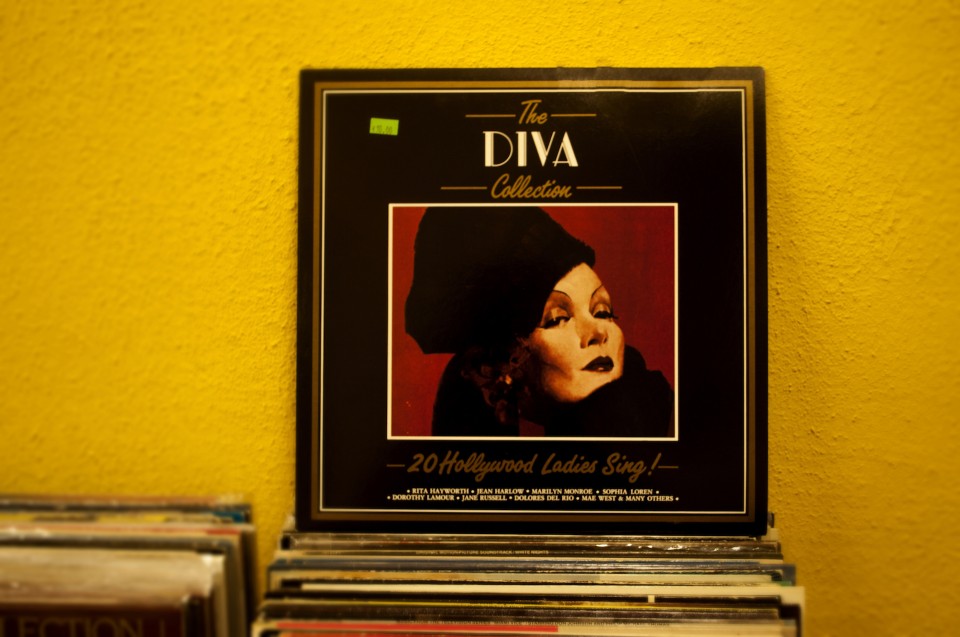 The
DIVA
Collection
20 Hollywood Ladies Sing!
• RITA HAYWORTH • JEAN HARLOW • MARILYN MONROE • SOPHIA LOREN •
• DOROTHY LAMOUR • JANE RUSSELL • DOLORES DEL RIO • MAE WEST & MANY OTHERS •